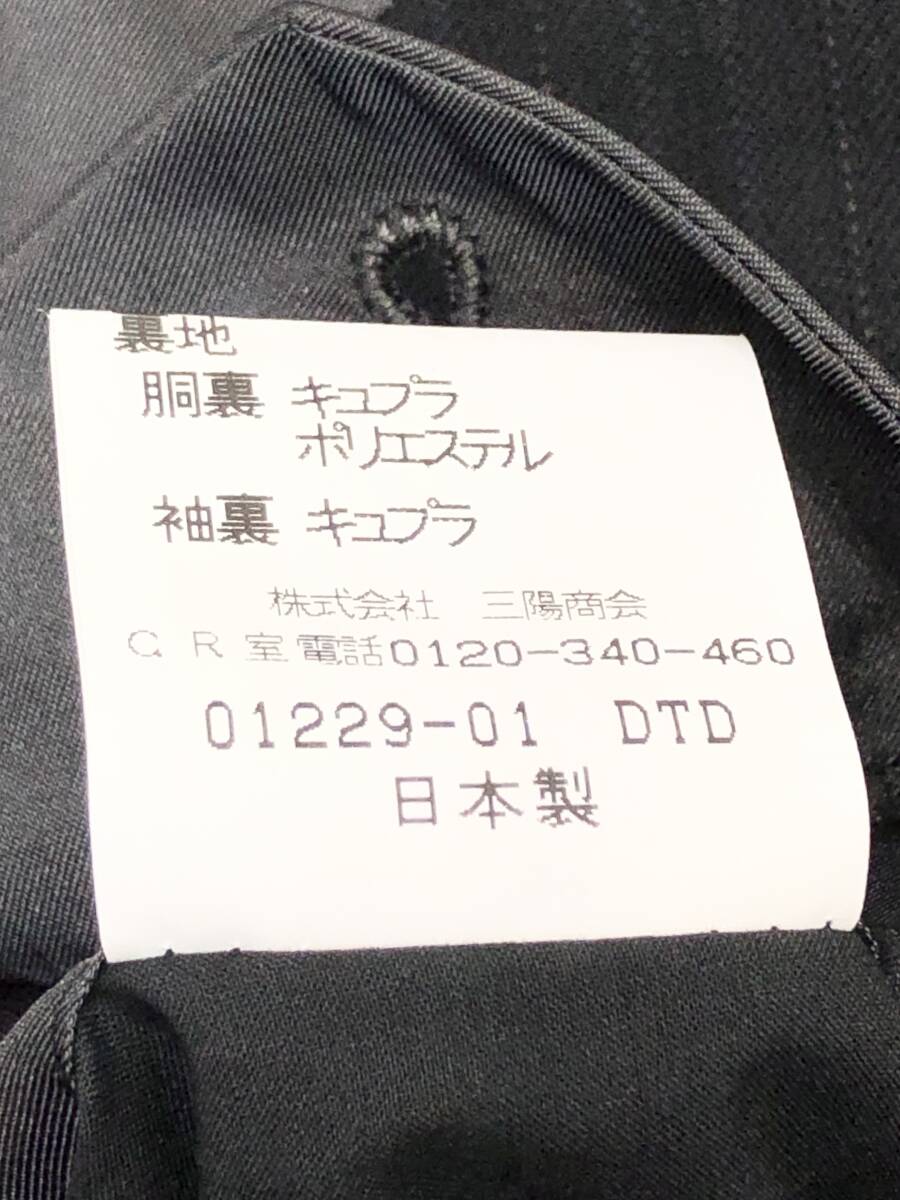 裏地
胴裏 キュプラ
ポリエステル
袖裏 キュプラ
株式会社 三陽商会
CR室電話0120-340-460
01229-01 DTD
日本製